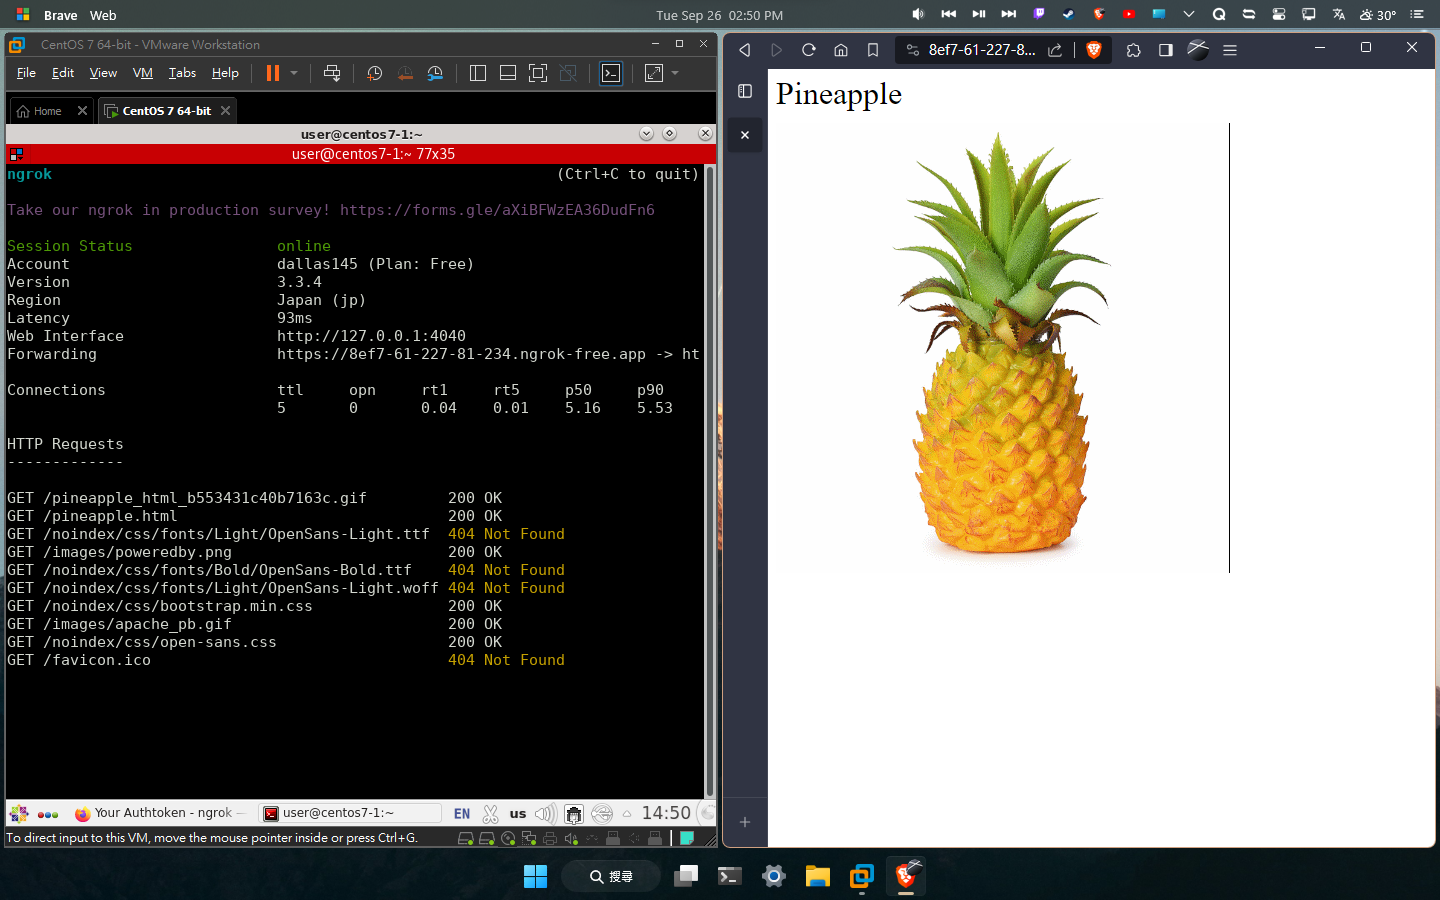 Brave Web Tue Sep 26 02:50 PM 30°
CentOS 7 64-bit - VMware Workstation
File Edit View VM Tabs Help
Home CentOS 7 64-bit
user@centos7-1:~
user@centos7-1:~ 77x35
ngrok (Ctrl+C to quit)
Take our ngrok in production survey! https://forms.gle/aXiBFWzEA36DudFn6
Session Status online
Account dallas145 (Plan: Free)
Version 3.3.4
Region Japan (jp)
Latency 93ms
Web Interface http://127.0.0.1:4040
Forwarding https://8ef7-61-227-81-234.ngrok-free.app -> ht
Connections ttl opn rt1 rt5 p50 p90
5 0 0.04 0.01 5.16 5.53
HTTP Requests
-------------
GET /pineapple_html_b553431c40b7163c.gif 200 OK
GET /pineapple.html 200 OK
GET /noindex/css/fonts/Light/OpenSans-Light.ttf 404 Not Found
GET /images/poweredby.png 200 OK
GET /noindex/css/fonts/Bold/OpenSans-Bold.ttf 404 Not Found
GET /noindex/css/fonts/Light/OpenSans-Light.woff 404 Not Found
GET /noindex/css/bootstrap.min.css 200 OK
GET /images/apache_pb.gif 200 OK
GET /noindex/css/open-sans.css 200 OK
GET /favicon.ico 404 Not Found
Your Authtoken - ngrok — user@centos7-1:~ EN us 14:50
To direct input to this VM, move the mouse pointer inside or press Ctrl+G.
8ef7-61-227-8...
Pineapple
搜尋